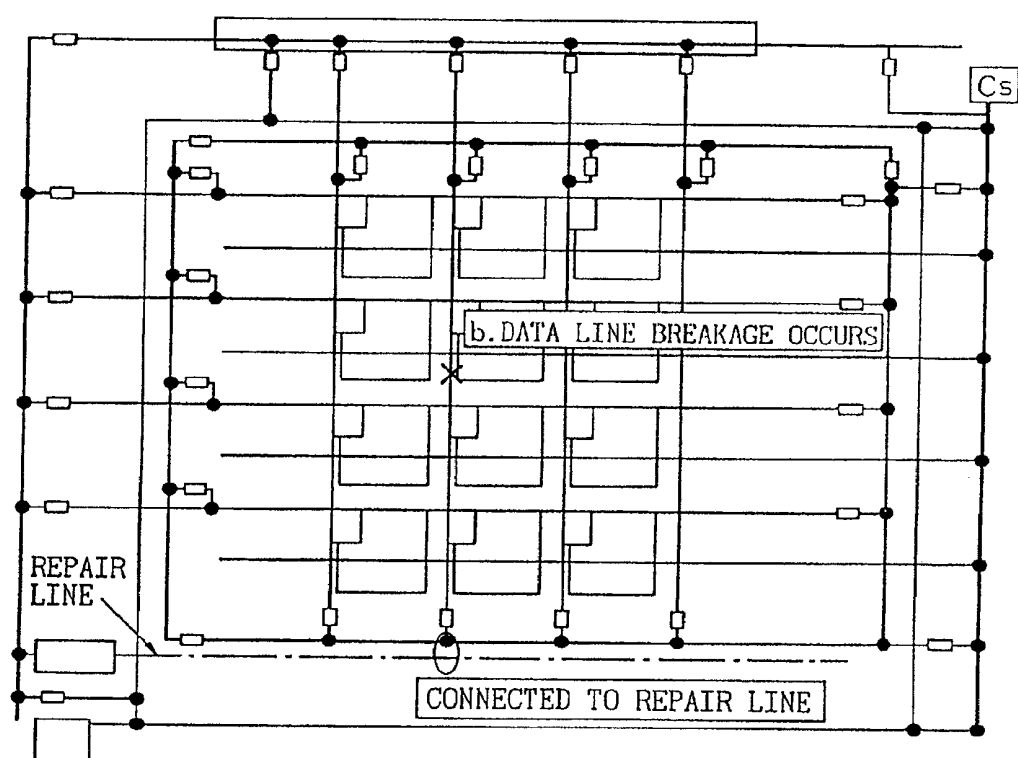 Cs
b.DATA LINE BREAKAGE OCCURS
REPAIR
LINE
CONNECTED TO REPAIR LINE